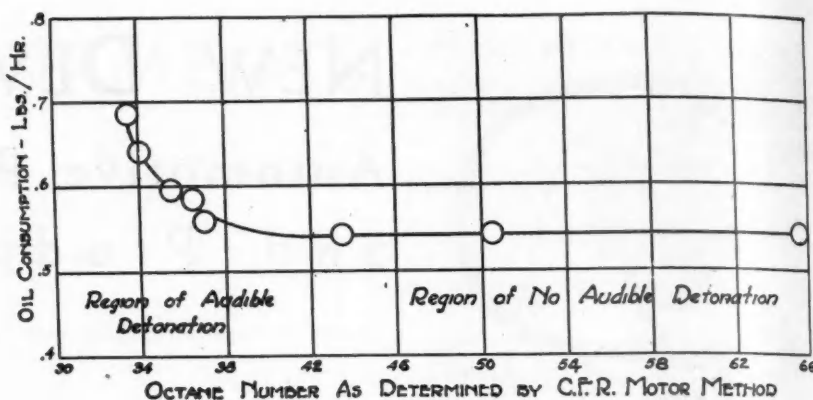 .8
.7
.6
.5
.4
OIL CONSUMPTION - LBS./HR.
Region of Audible
Detonation
Region of No Audible Detonation
30 34 38 42 46 50 54 58 62 66
OCTANE NUMBER AS DETERMINED BY C.F.R. MOTOR METHOD